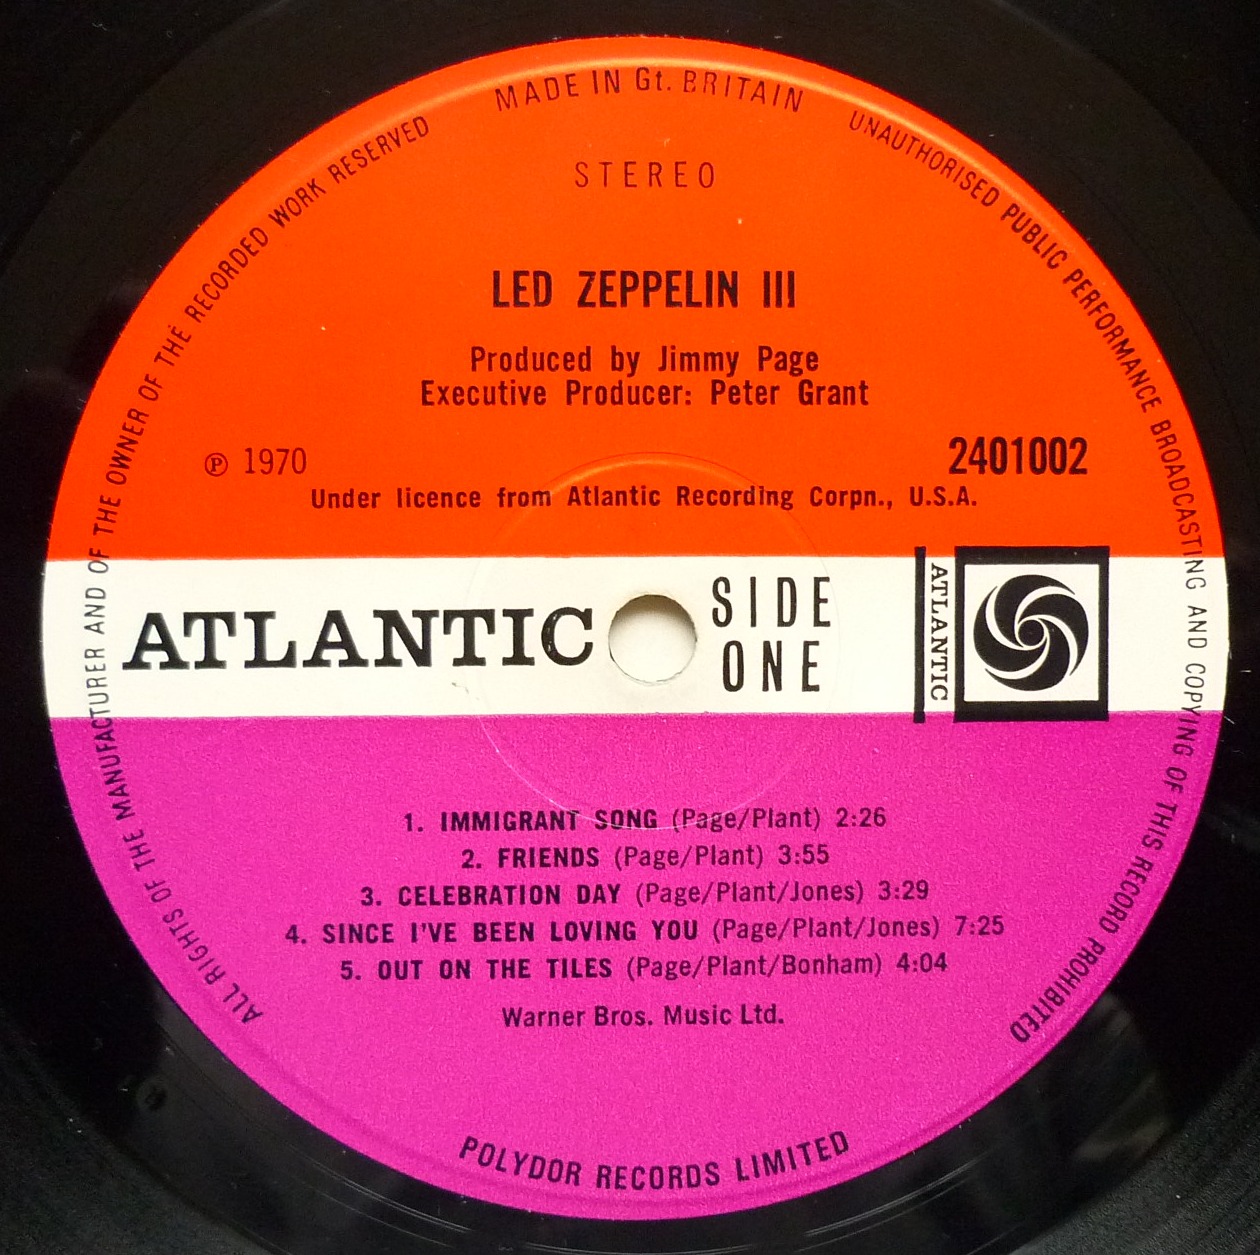 MADE IN Gt. BRITAIN
ALL RIGHTS OF THE MANUFACTURER AND OF THE OWNER OF THE RECORDED WORK RESERVED
UNAUTHORISED PUBLIC PERFORMANCE BROADCASTING AND COPYING OF THIS RECORD PROHIBITED
STEREO
LED ZEPPELIN III
Produced by Jimmy Page
Executive Producer: Peter Grant
℗ 1970
2401002
Under licence from Atlantic Recording Corpn., U.S.A.
ATLANTIC
SIDE
ONE
ATLANTIC
1. IMMIGRANT SONG (Page/Plant) 2:26
2. FRIENDS (Page/Plant) 3:55
3. CELEBRATION DAY (Page/Plant/Jones) 3:29
4. SINCE I'VE BEEN LOVING YOU (Page/Plant/Jones) 7:25
5. OUT ON THE TILES (Page/Plant/Bonham) 4:04
Warner Bros. Music Ltd.
POLYDOR RECORDS LIMITED